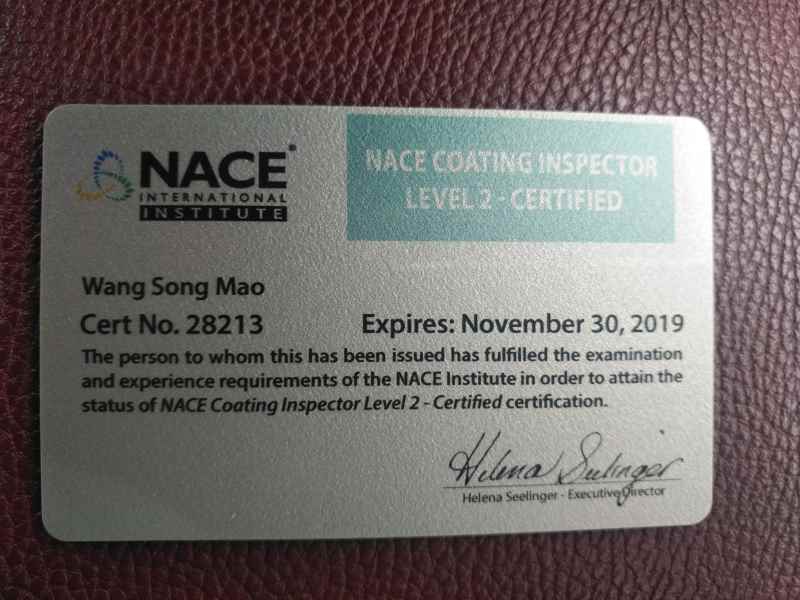 NACE®
INTERNATIONAL
INSTITUTE
NACE COATING INSPECTOR
LEVEL 2 - CERTIFIED
Wang Song Mao
Cert No. 28213
Expires: November 30, 2019
The person to whom this has been issued has fulfilled the examination
and experience requirements of the NACE Institute in order to attain the
status of NACE Coating Inspector Level 2 - Certified certification.
Helena Seelinger
Helena Seelinger - Executive Director